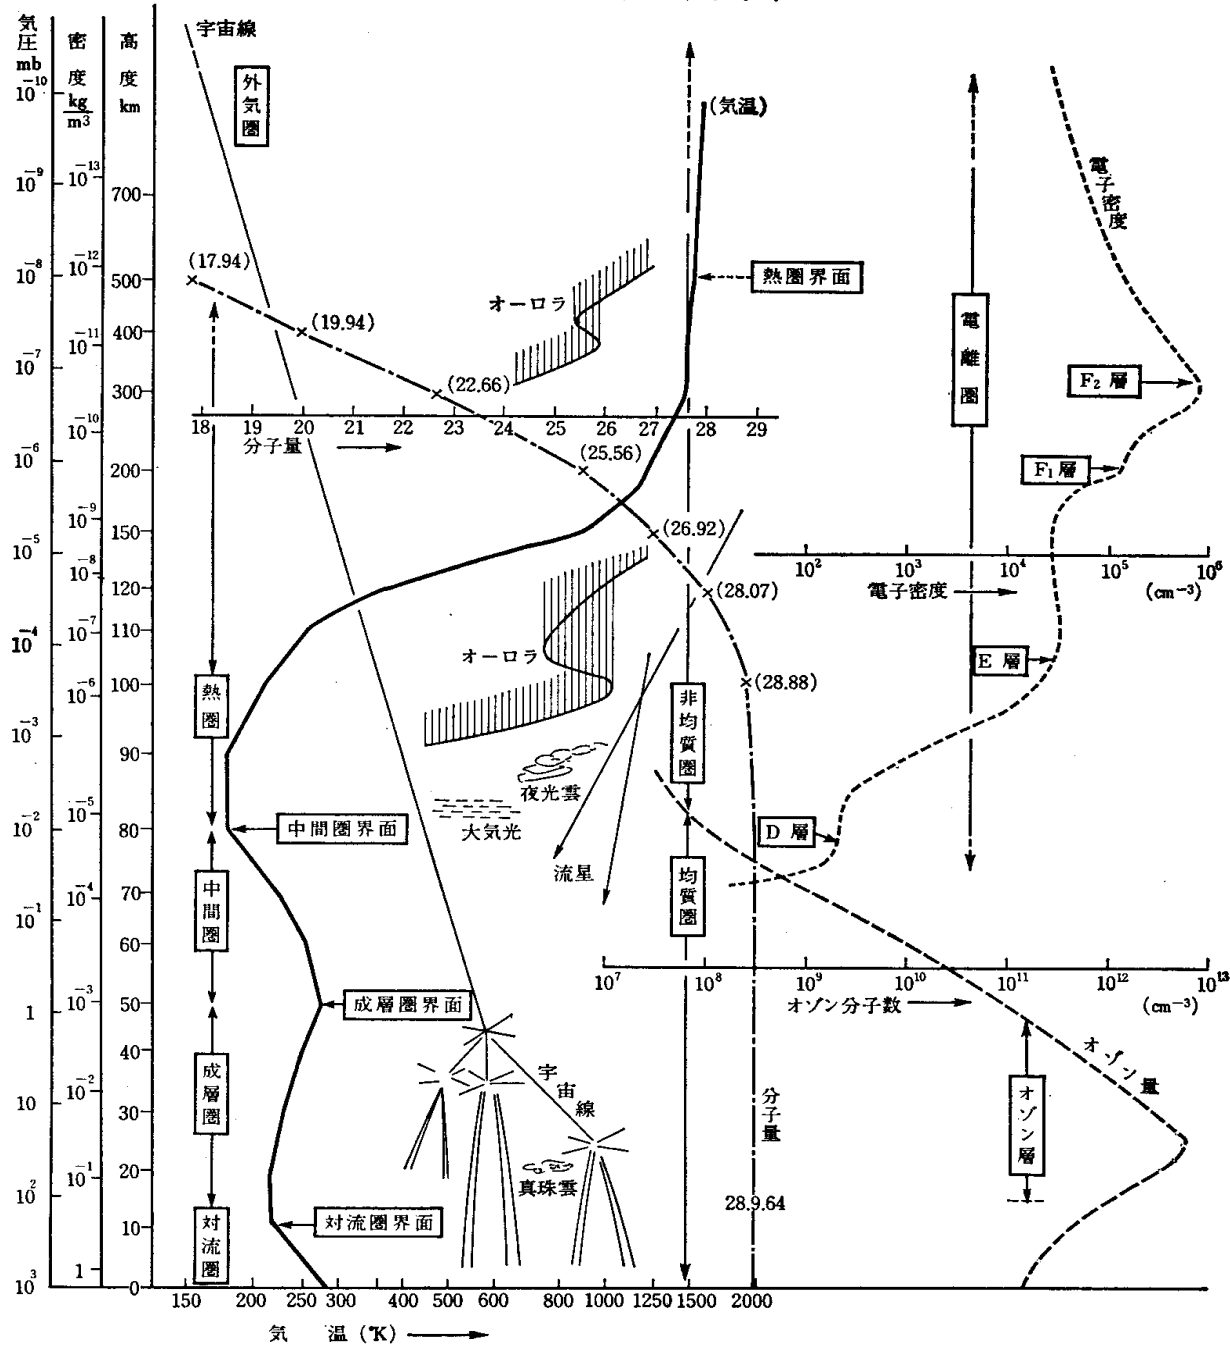 気圧 mb
密度 kg/m³
高度 km
10⁻¹⁰
10⁻⁹
10⁻⁸
10⁻⁷
10⁻⁶
10⁻⁵
10⁻⁴
10⁻³
10⁻²
10⁻¹
1
10
10²
10³
10⁻¹³
10⁻¹²
10⁻¹¹
10⁻¹⁰
10⁻⁹
10⁻⁸
10⁻⁷
10⁻⁶
10⁻⁵
10⁻⁴
10⁻³
10⁻²
10⁻¹
1
700
500
400
300
200
150
120
110
100
90
80
70
60
50
40
30
20
10
0
宇宙線
外気圏
(気温)
電子密度
(17.94)
(19.94)
(22.66)
(25.56)
(26.92)
(28.07)
(28.88)
オーロラ
熱圏界面
電離圏
F₂ 層
F₁ 層
18 19 20 21 22 23 24 25 26 27 28 29
分子量
10² 10³ 10⁴ 10⁵ 10⁶
電子密度 (cm⁻³)
オーロラ
E 層
熱圏
非均質圏
夜光雲
大気光
中間圏界面
流星
D 層
均質圏
中間圏
10⁷ 10⁸ 10⁹ 10¹⁰ 10¹¹ 10¹² 10¹³
オゾン分子数 (cm⁻³)
成層圏界面
成層圏
宇宙線
分子量
オゾン量
オゾン層
真珠雲
28.9.64
対流圏界面
対流圏
150 200 250 300 400 500 600 800 1000 1250 1500 2000
気温 (°K)